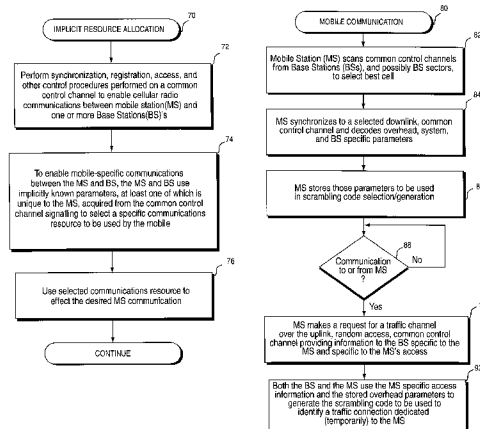 IMPLICIT RESOURCE ALLOCATION
70
72
Perform synchronization, registration, access, and
other control procedures performed on a
common control channel to enable cellular radio
communications between mobile station(MS) and
one or more Base Stations(BS)'s
74
To enable mobile-specific communications
between the MS and BS, the MS and BS use
implicitly known parameters, at least one of which is
unique to the MS, acquired from the common control
channel signalling to select a specific communications
resource to be used by the mobile
76
Use selected communications resource to
effect the desired MS communication
CONTINUE
MOBILE COMMUNICATION
80
82
Mobile Station (MS) scans common control channels
from Base Stations (BSs), and possibly BS sectors,
to select best cell
84
MS synchronizes to a selected downlink, common
control channel and decodes overhead, system,
and BS specific parameters
8
MS stores those parameters to be used in
scrambling code selection/generation
88
Communication
to or from MS
?
No
Yes
MS makes a request for a traffic channel
over the uplink, random access, common control
channel providing information to the BS specific to the
MS and specific to the MS's access
92
Both the BS and the MS use the MS specific access
information and the stored overhead parameters to
generate the scrambling code to be used to
identify a traffic connection dedicated
(temporarily) to the MS